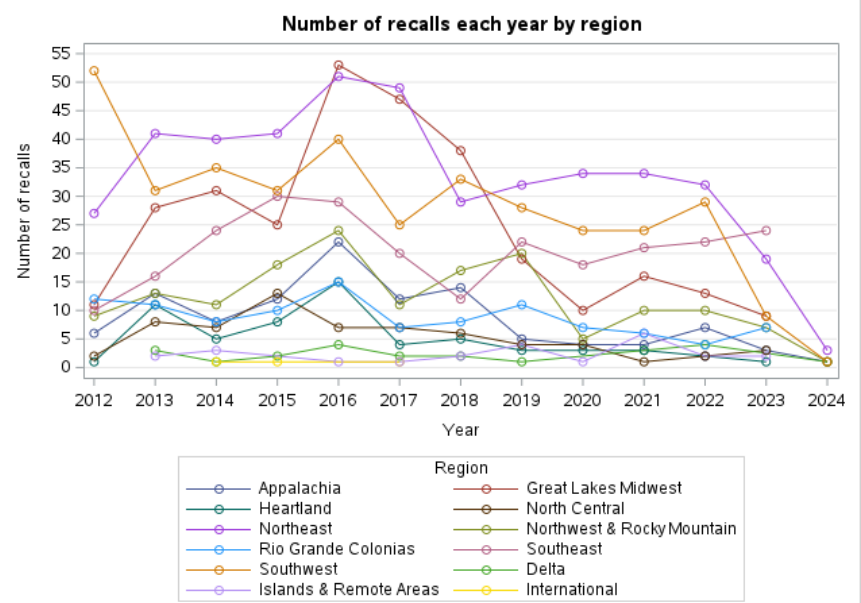 Number of recalls each year by region
55
50
45
40
35
30
25
20
15
10
5
0
Number of recalls
2012 2013 2014 2015 2016 2017 2018 2019 2020 2021 2022 2023 2024
Year
Region
Appalachia Great Lakes Midwest
Heartland North Central
Northeast Northwest & Rocky Mountain
Rio Grande Colonias Southeast
Southwest Delta
Islands & Remote Areas International